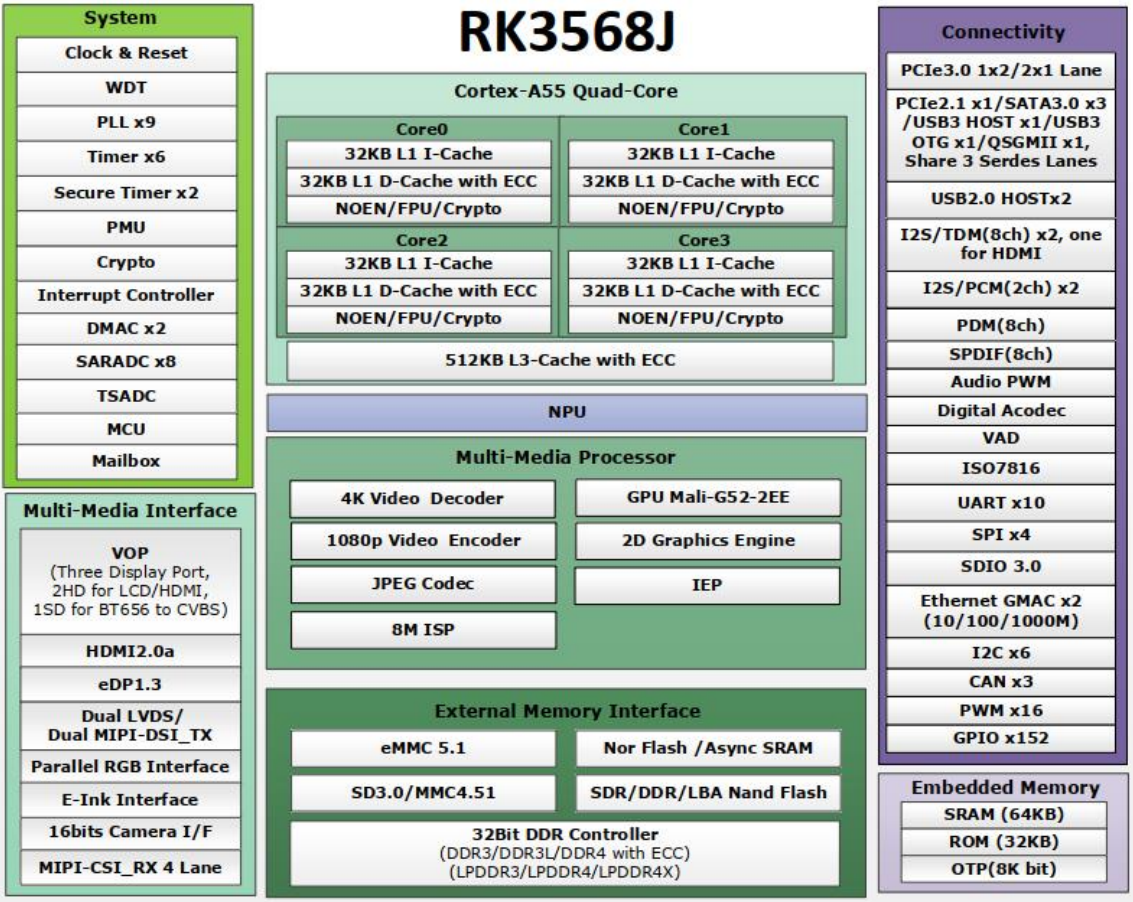 RK3568J
System
Clock & Reset
WDT
PLL x9
Timer x6
Secure Timer x2
PMU
Crypto
Interrupt Controller
DMAC x2
SARADC x8
TSADC
MCU
Mailbox
Multi-Media Interface
VOP
(Three Display Port,
2HD for LCD/HDMI,
1SD for BT656 to CVBS)
HDMI2.0a
eDP1.3
Dual LVDS/
Dual MIPI-DSI_TX
Parallel RGB Interface
E-Ink Interface
16bits Camera I/F
MIPI-CSI_RX 4 Lane
Cortex-A55 Quad-Core
Core0
32KB L1 I-Cache
32KB L1 D-Cache with ECC
NOEN/FPU/Crypto
Core1
32KB L1 I-Cache
32KB L1 D-Cache with ECC
NOEN/FPU/Crypto
Core2
32KB L1 I-Cache
32KB L1 D-Cache with ECC
NOEN/FPU/Crypto
Core3
32KB L1 I-Cache
32KB L1 D-Cache with ECC
NOEN/FPU/Crypto
512KB L3-Cache with ECC
NPU
Multi-Media Processor
4K Video Decoder
1080p Video Encoder
JPEG Codec
8M ISP
GPU Mali-G52-2EE
2D Graphics Engine
IEP
External Memory Interface
eMMC 5.1
Nor Flash /Async SRAM
SD3.0/MMC4.51
SDR/DDR/LBA Nand Flash
32Bit DDR Controller
(DDR3/DDR3L/DDR4 with ECC)
(LPDDR3/LPDDR4/LPDDR4X)
Connectivity
PCIe3.0 1x2/2x1 Lane
PCIe2.1 x1/SATA3.0 x3
/USB3 HOST x1/USB3
OTG x1/QSGMII x1,
Share 3 Serdes Lanes
USB2.0 HOSTx2
I2S/TDM(8ch) x2, one
for HDMI
I2S/PCM(2ch) x2
PDM(8ch)
SPDIF(8ch)
Audio PWM
Digital Acodec
VAD
ISO7816
UART x10
SPI x4
SDIO 3.0
Ethernet GMAC x2
(10/100/1000M)
I2C x6
CAN x3
PWM x16
GPIO x152
Embedded Memory
SRAM (64KB)
ROM (32KB)
OTP(8K bit)